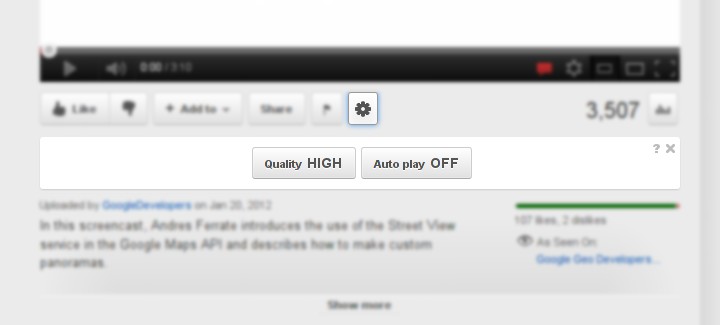 0:00 / 3:10
Like
Add to
Share
3,507
Quality HIGH
Auto play OFF
?
Uploaded by GoogleDevelopers on Jan 20, 2012
107 likes, 2 dislikes
In this screencast, Andres Ferrate introduces the use of the Street View
service in the Google Maps API and describes how to make custom
panoramas.
As Seen On:
Google Geo Developers...
Show more